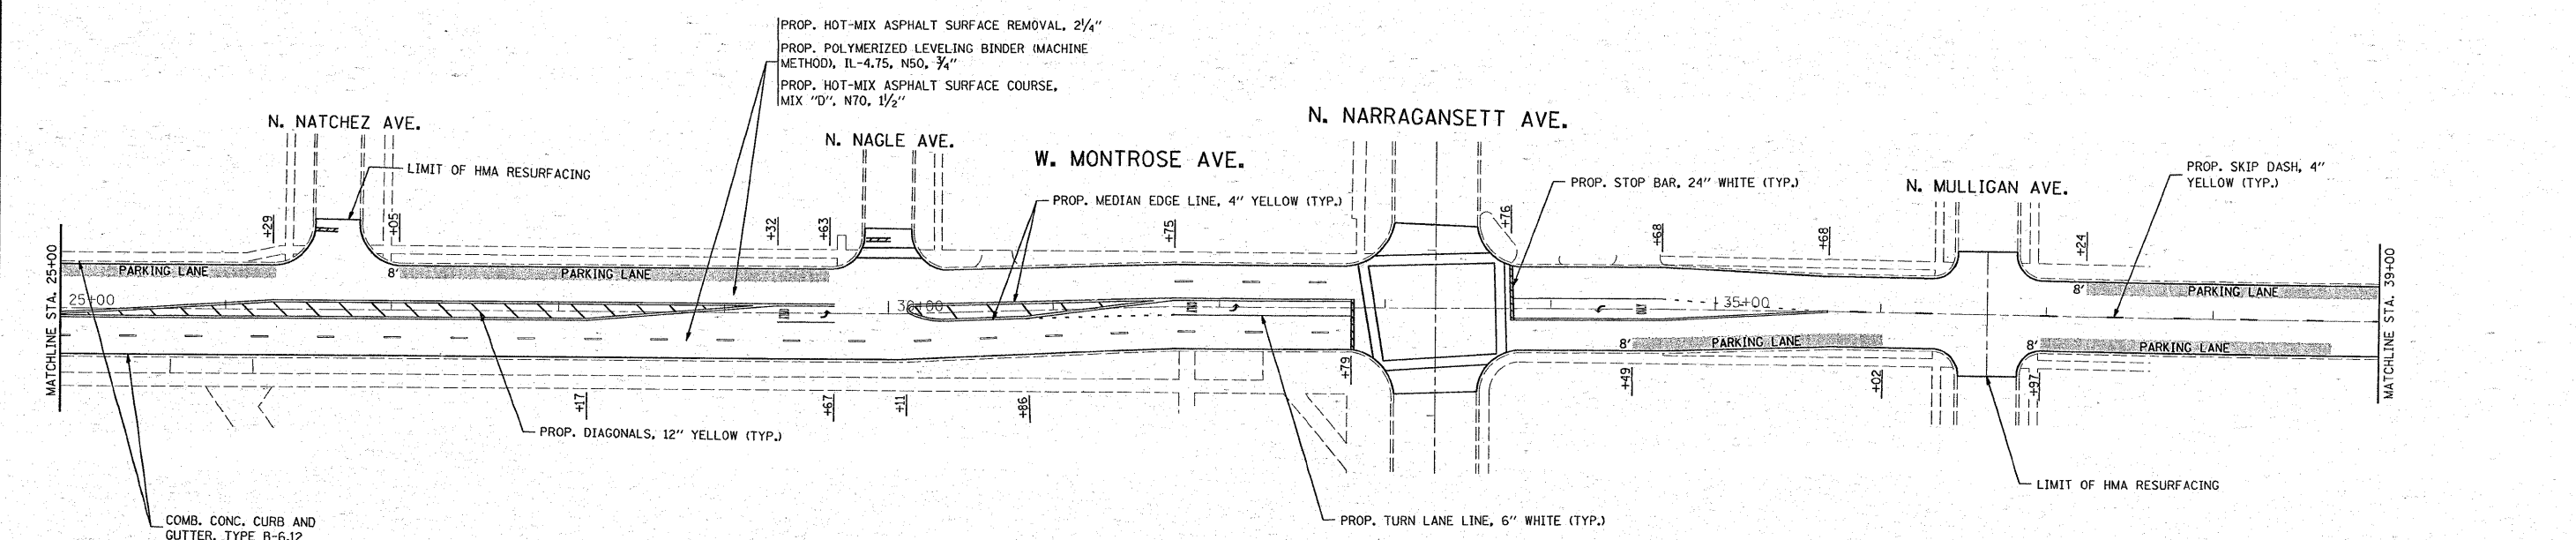 PROP. HOT-MIX ASPHALT SURFACE REMOVAL, 2 1/4"
PROP. POLYMERIZED LEVELING BINDER (MACHINE
METHOD), IL-4.75, N50, 3/4"
PROP. HOT-MIX ASPHALT SURFACE COURSE,
MIX "D", N70, 1 1/2"
N. NATCHEZ AVE.
N. NAGLE AVE.
N. NARRAGANSETT AVE.
W. MONTROSE AVE.
LIMIT OF HMA RESURFACING
PROP. MEDIAN EDGE LINE, 4" YELLOW (TYP.)
PROP. STOP BAR, 24" WHITE (TYP.)
N. MULLIGAN AVE.
PROP. SKIP DASH, 4"
YELLOW (TYP.)
MATCHLINE STA. 25+00
+29
+05
+32
+63
+75
+76
+68
+68
+24
PARKING LANE
8'
PARKING LANE
8'
PARKING LANE
25+00
30+00
35+00
8'
PARKING LANE
8'
PARKING LANE
MATCHLINE STA. 39+00
+17
+67
+11
+86
+79
+49
+02
+97
PROP. DIAGONALS, 12" YELLOW (TYP.)
LIMIT OF HMA RESURFACING
PROP. TURN LANE LINE, 6" WHITE (TYP.)
COMB. CONC. CURB AND
GUTTER, TYPE B-6.12